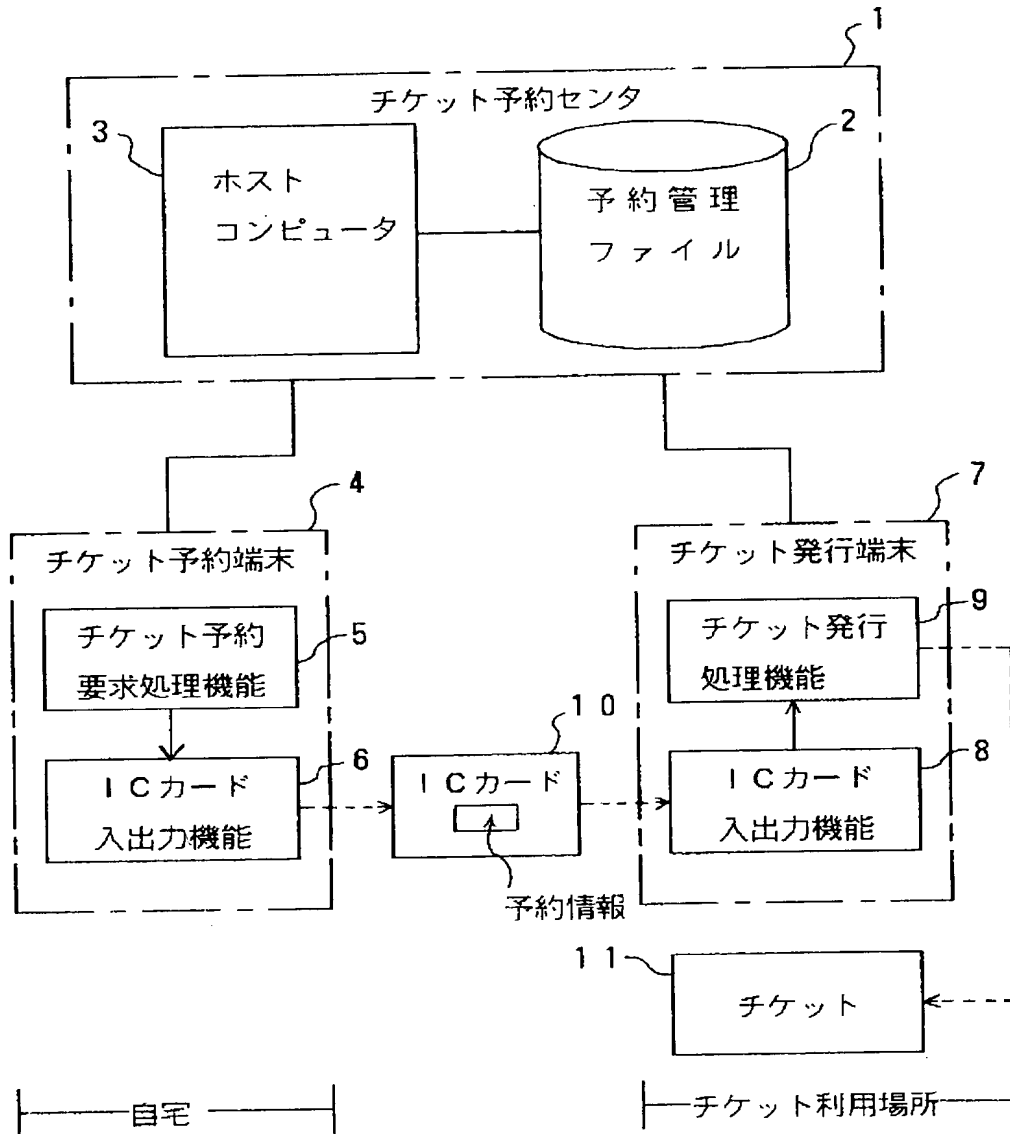 1
チケット予約センタ
3
2
ホスト
コンピュータ
予約管理
ファイル
4
7
チケット予約端末
チケット発行端末
チケット予約
要求処理機能
5
チケット発行
処理機能
9
ICカード
入出力機能
6
10
ICカード
ICカード
入出力機能
8
予約情報
11
チケット
自宅
チケット利用場所